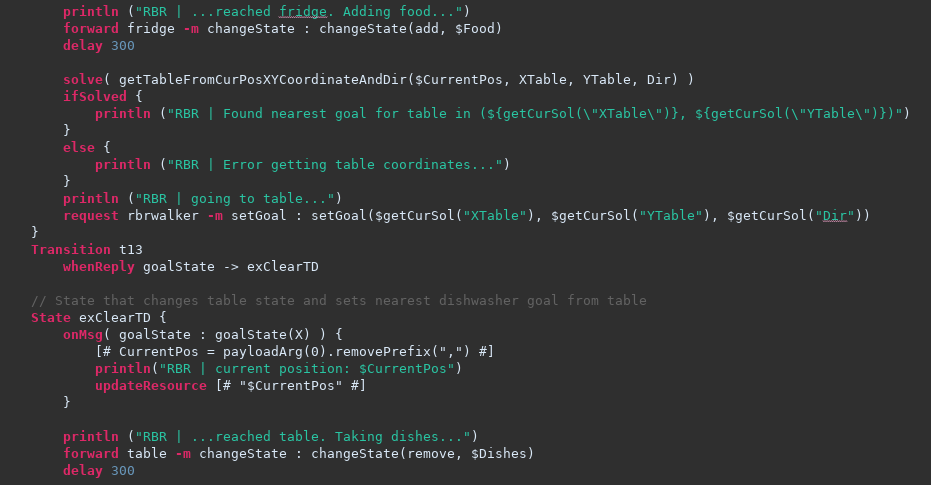 println ("RBR | ...reached fridge. Adding food...")
forward fridge -m changeState : changeState(add, $Food)
delay 300
solve( getTableFromCurPosXYCoordinateAndDir($CurrentPos, XTable, YTable, Dir) )
ifSolved {
println ("RBR | Found nearest goal for table in (${getCurSol(\"XTable\")}, ${getCurSol(\"YTable\")})")
}
else {
println ("RBR | Error getting table coordinates...")
}
println ("RBR | going to table...")
request rbrwalker -m setGoal : setGoal($getCurSol("XTable"), $getCurSol("YTable"), $getCurSol("Dir"))
}
Transition t13
whenReply goalState -> exClearTD
// State that changes table state and sets nearest dishwasher goal from table
State exClearTD {
onMsg( goalState : goalState(X) ) {
[# CurrentPos = payloadArg(0).removePrefix(",") #]
println("RBR | current position: $CurrentPos")
updateResource [# "$CurrentPos" #]
}
println ("RBR | ...reached table. Taking dishes...")
forward table -m changeState : changeState(remove, $Dishes)
delay 300